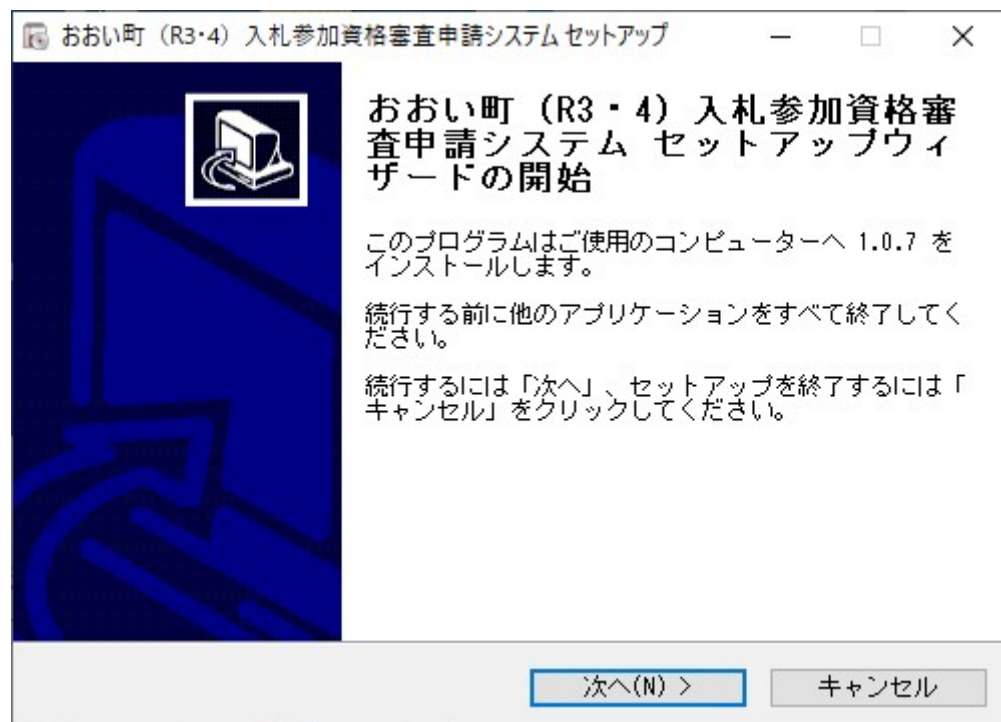 おおい町（R3・4）入札参加資格審査申請システム セットアップ
おおい町（R3・4）入札参加資格審
査申請システム セットアップウィ
ザードの開始
このプログラムはご使用のコンピューターへ 1.0.7 を
インストールします。
続行する前に他のアプリケーションをすべて終了してく
ださい。
続行するには「次へ」、セットアップを終了するには「
キャンセル」をクリックしてください。
次へ(N) >
キャンセル